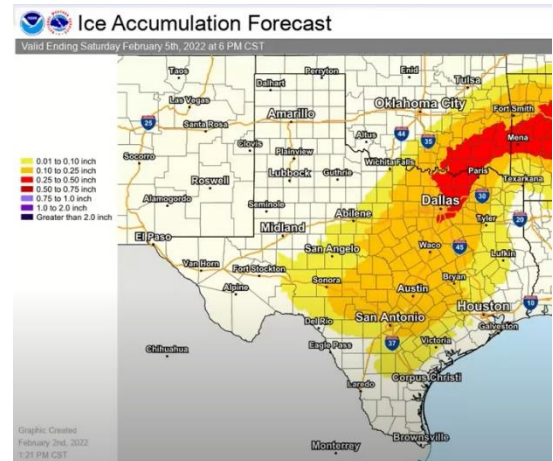 Ice Accumulation Forecast
Valid Ending Saturday February 5th, 2022 at 6 PM CST
Taos
Dalhart
Perryton
Enid
Tulsa
Las Vegas
Oklahoma City
Fort Smith
25
Santa Rosa
Amarillo
44
35
Mena
Clovis
Plainview
Altus
Socorro
Wichita Falls
Paris
Roswell
Lubbock
Guthrie
Texarkana
Alamogordo
Seminole
Dallas
30
Abilene
Tyler
20
Midland
El Paso
San Angelo
Waco
45
Lufkin
Van Horn
Fort Stockton
Sonora
Bryan
Alpine
Austin
Houston
10
Del Rio
San Antonio
Galveston
Eagle Pass
37
Victoria
Chihuahua
Laredo
Corpus Christi
Monterrey
Brownsville
0.01 to 0.10 inch
0.10 to 0.25 inch
0.25 to 0.50 inch
0.50 to 0.75 inch
0.75 to 1.0 inch
1.0 to 2.0 inch
Greater than 2.0 inch
Graphic Created
February 2nd, 2022
1:21 PM CST